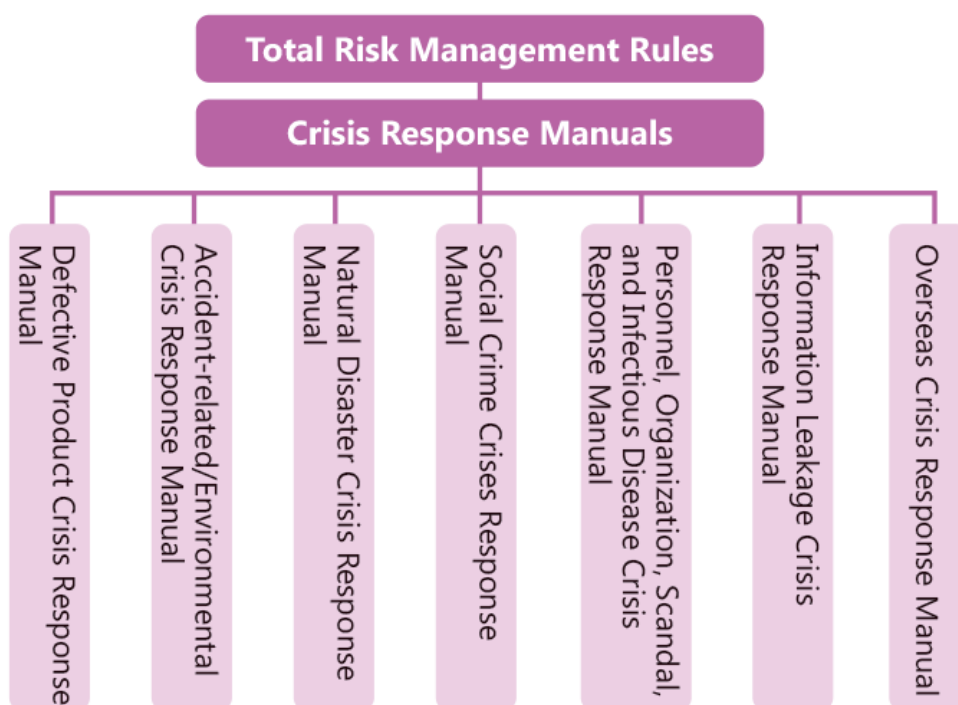 Total Risk Management Rules
Crisis Response Manuals
Defective Product Crisis Response
Manual
Accident-related/Environmental
Crisis Response Manual
Natural Disaster Crisis Response
Manual
Social Crime Crises Response
Manual
Personnel, Organization, Scandal,
and Infectious Disease Crisis
Response Manual
Information Leakage Crisis
Response Manual
Overseas Crisis Response Manual